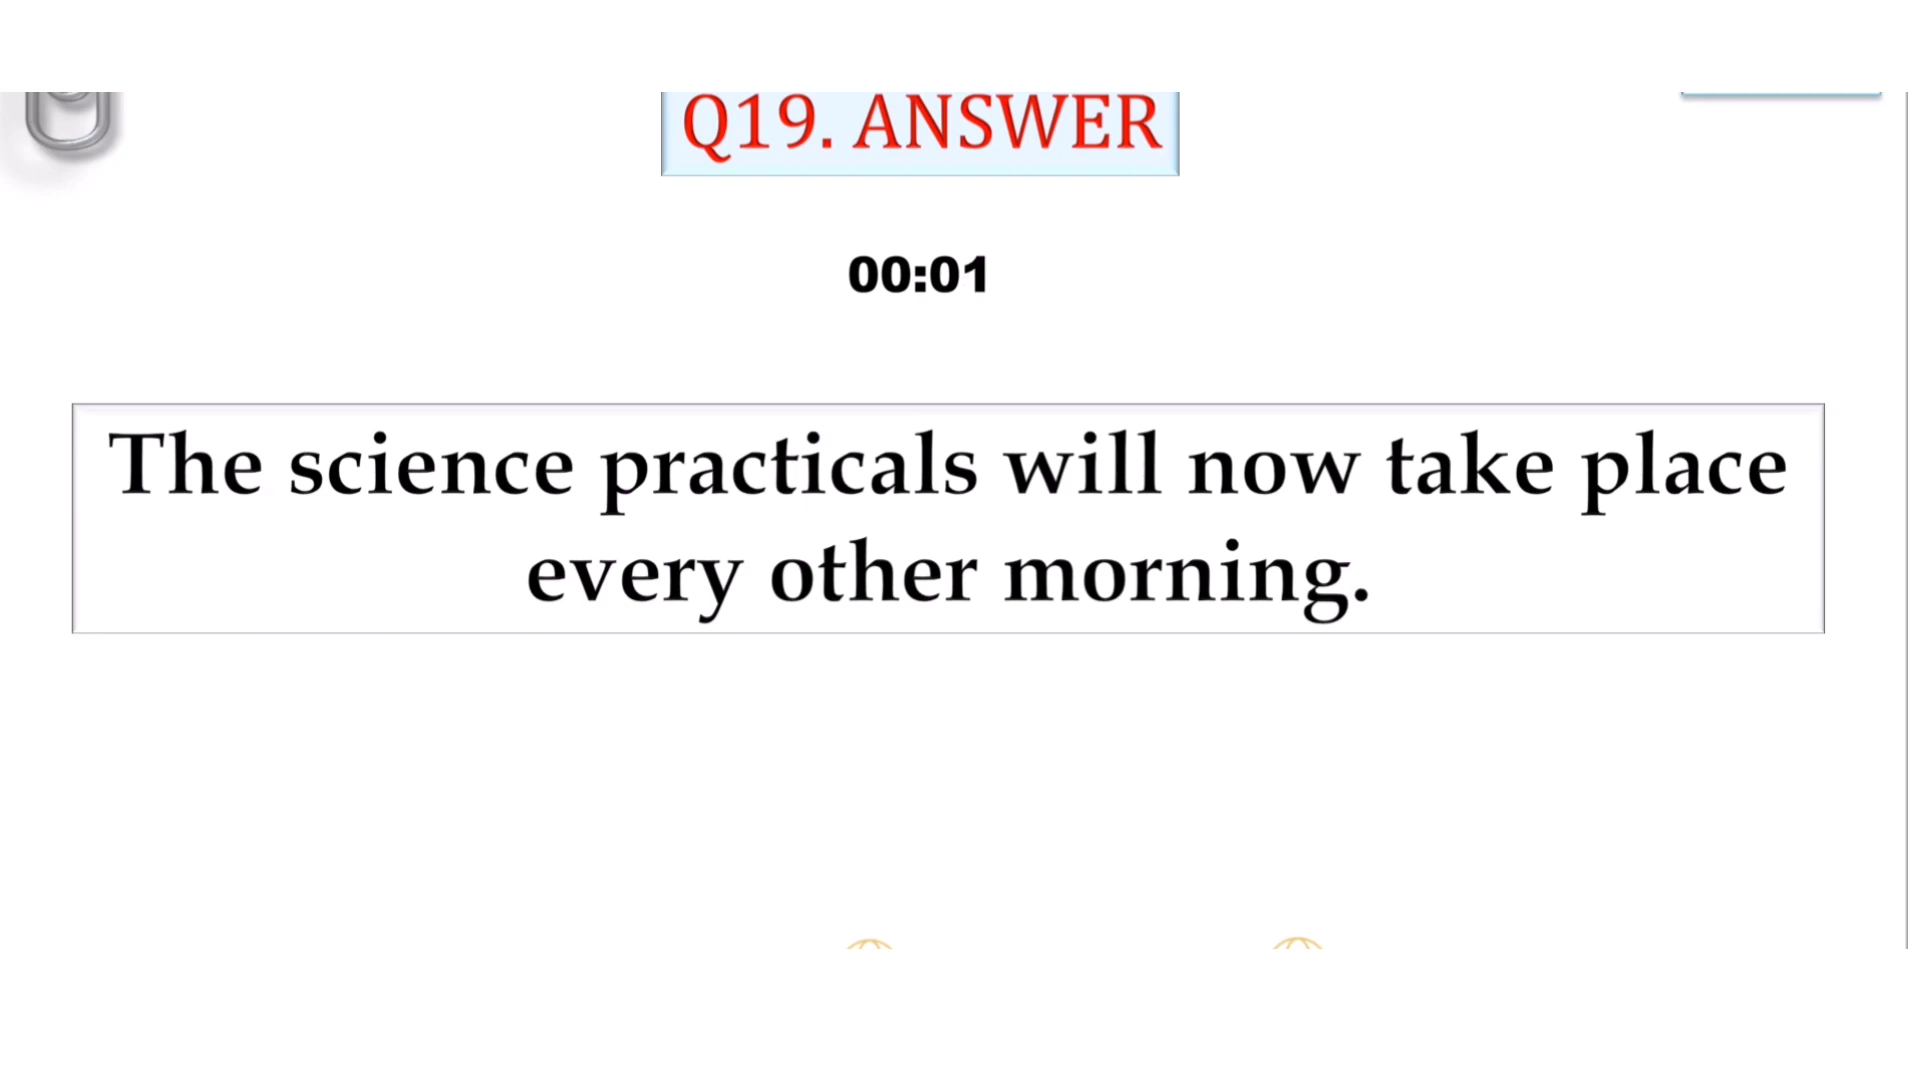 Q19. ANSWER
00:01
The science practicals will now take place
every other morning.